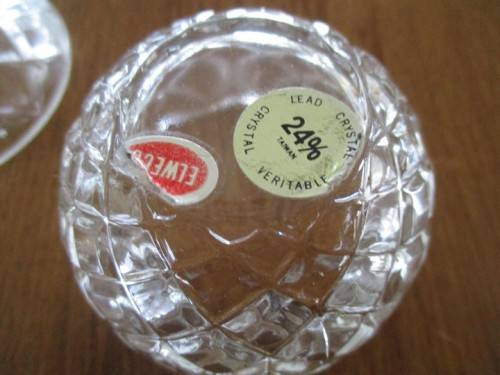 LEAD CRYSTAL
24%
TAIWAN
CRYSTAL VERITABLE
ELWECO